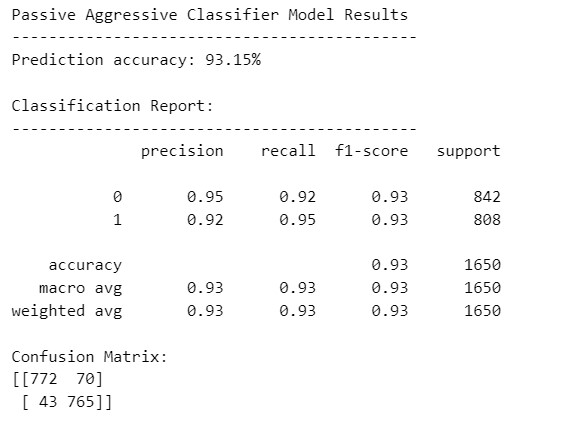 Passive Aggressive Classifier Model Results
--------------------------------------------
Prediction accuracy: 93.15%
Classification Report:
--------------------------------------------
precision recall f1-score support
0 0.95 0.92 0.93 842
1 0.92 0.95 0.93 808
accuracy 0.93 1650
macro avg 0.93 0.93 0.93 1650
weighted avg 0.93 0.93 0.93 1650
Confusion Matrix:
[[772 70]
[ 43 765]]